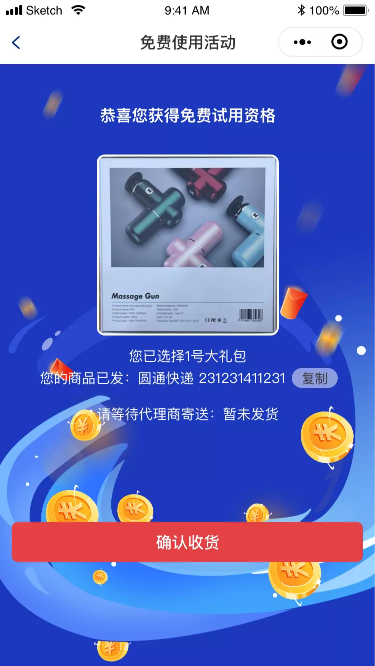 Sketch
9:41 AM
100%
免费使用活动
恭喜您获得免费试用资格
Massage Gun
您已选择1号大礼包
您的商品已发：圆通快递 231231411231
复制
请等待代理商寄送：暂未发货
确认收货